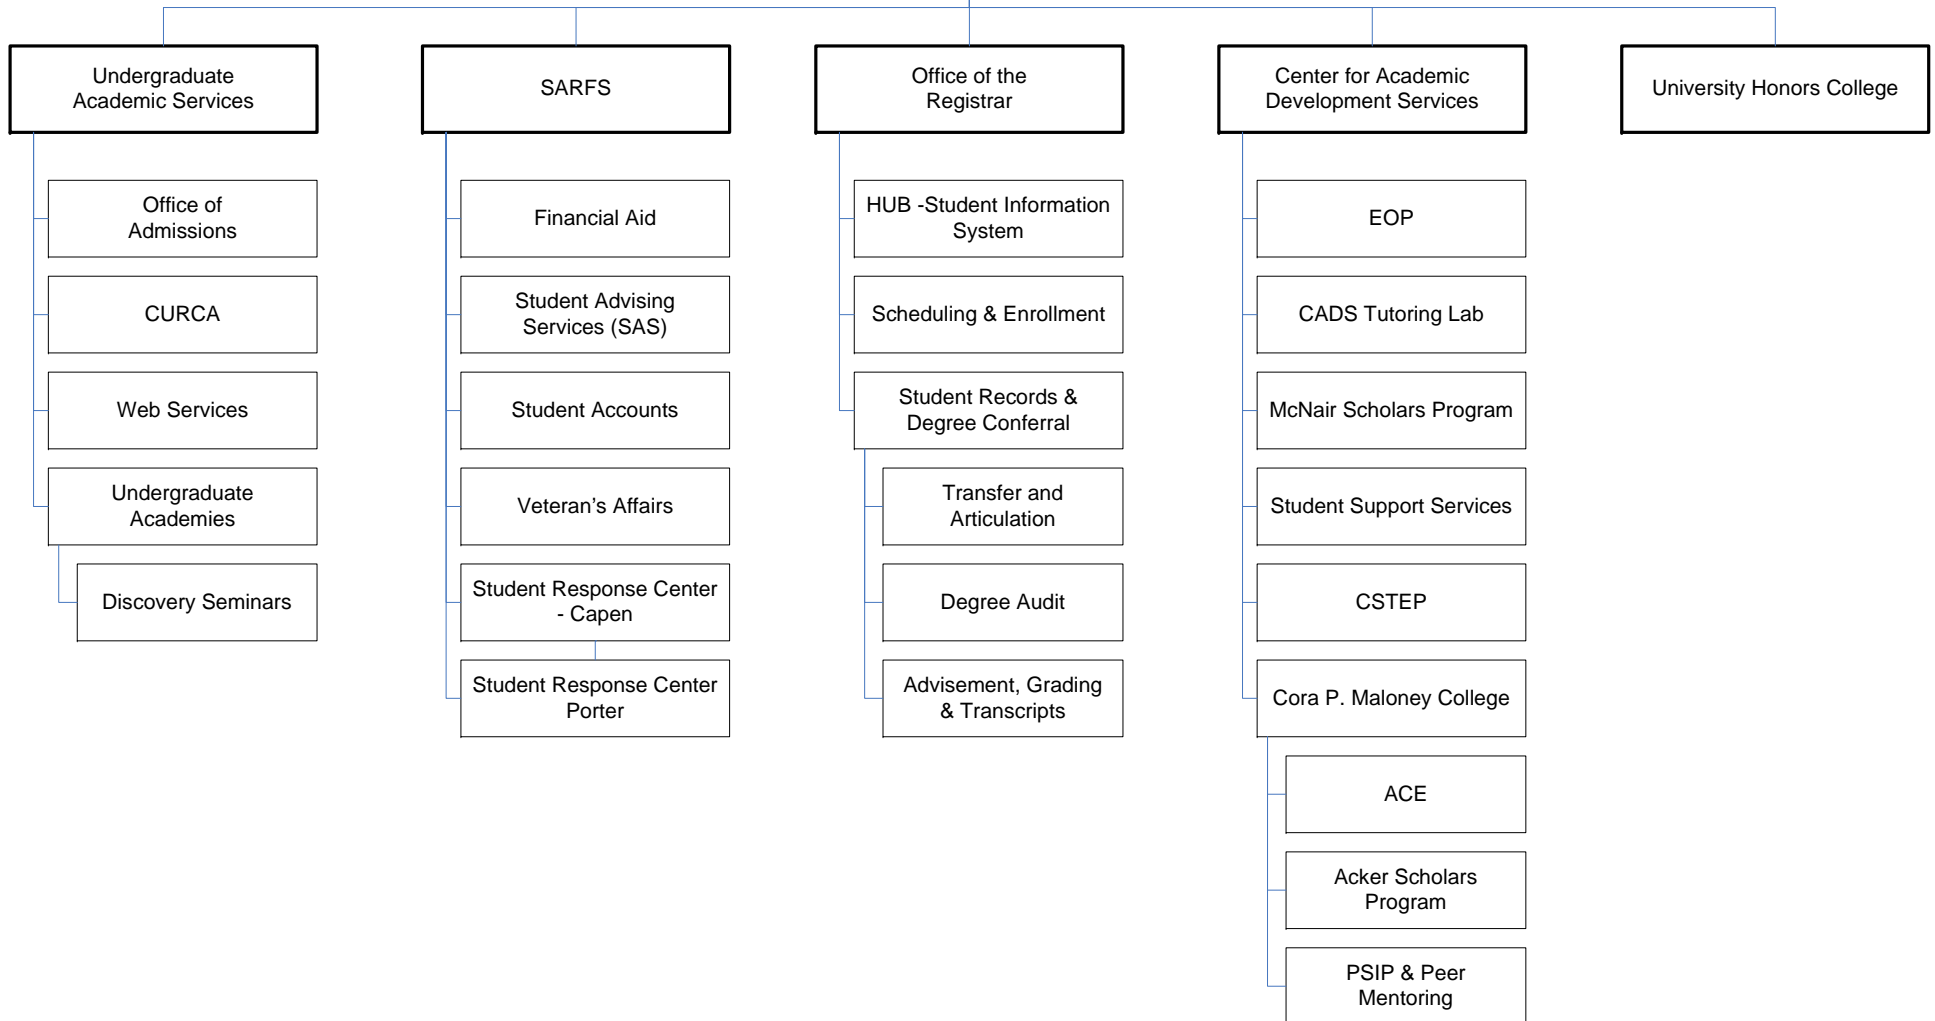 Undergraduate
Academic Services
SARFS
Office of the
Registrar
Center for Academic
Development Services
University Honors College
Office of
Admissions
CURCA
Web Services
Undergraduate
Academies
Discovery Seminars
Financial Aid
Student Advising
Services (SAS)
Student Accounts
Veteran’s Affairs
Student Response Center
- Capen
Student Response Center
Porter
HUB -Student Information
System
Scheduling & Enrollment
Student Records &
Degree Conferral
Transfer and
Articulation
Degree Audit
Advisement, Grading
& Transcripts
EOP
CADS Tutoring Lab
McNair Scholars Program
Student Support Services
CSTEP
Cora P. Maloney College
ACE
Acker Scholars
Program
PSIP & Peer
Mentoring